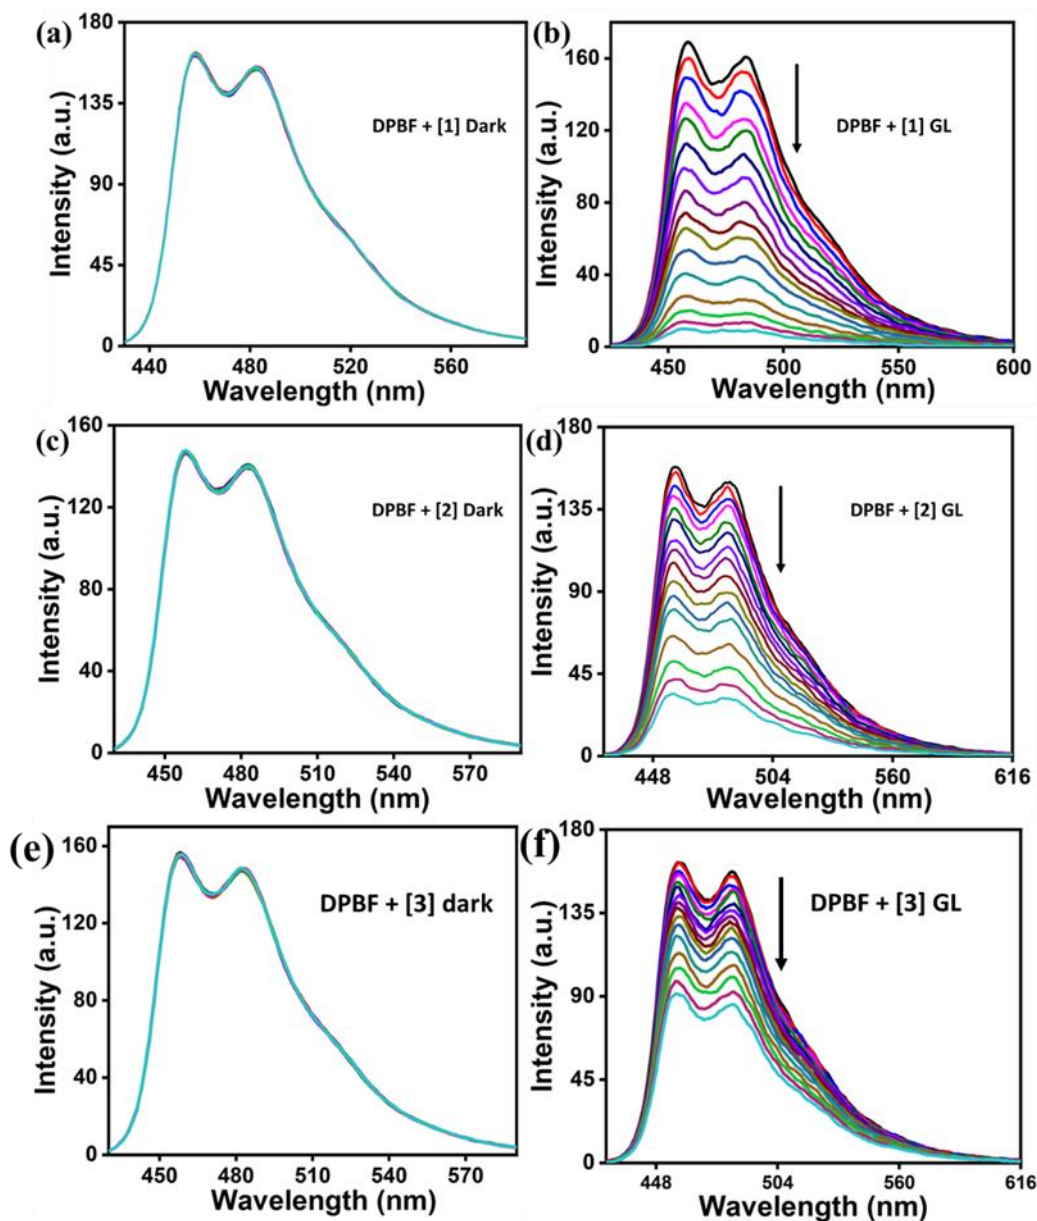 (a)
180
135
90
45
0
Intensity (a.u.)
DPBF + [1] Dark
440 480 520 560
Wavelength (nm)
(b)
160
120
80
40
0
Intensity (a.u.)
DPBF + [1] GL
450 500 550 600
Wavelength (nm)
(c)
160
120
80
40
0
Intensity (a.u.)
DPBF + [2] Dark
450 480 510 540 570
Wavelength (nm)
(d)
180
135
90
45
0
Intensity (a.u.)
DPBF + [2] GL
448 504 560 616
Wavelength (nm)
(e)
160
120
80
40
0
Intensity (a.u.)
DPBF + [3] dark
450 480 510 540 570
Wavelength (nm)
(f)
180
135
90
45
0
Intensity (a.u.)
DPBF + [3] GL
448 504 560 616
Wavelength (nm)